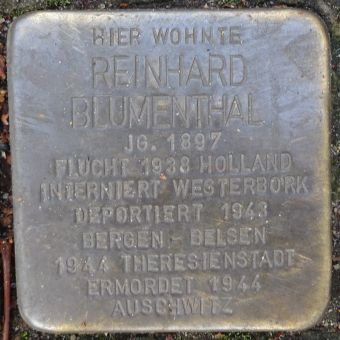 HIER WOHNTE
REINHARD
BLUMENTHAL
JG. 1897
FLUCHT 1938 HOLLAND
INTERNIERT WESTERBORK
DEPORTIERT 1943
BERGEN-BELSEN
1944 THERESIENSTADT
ERMORDET 1944
AUSCHWITZ